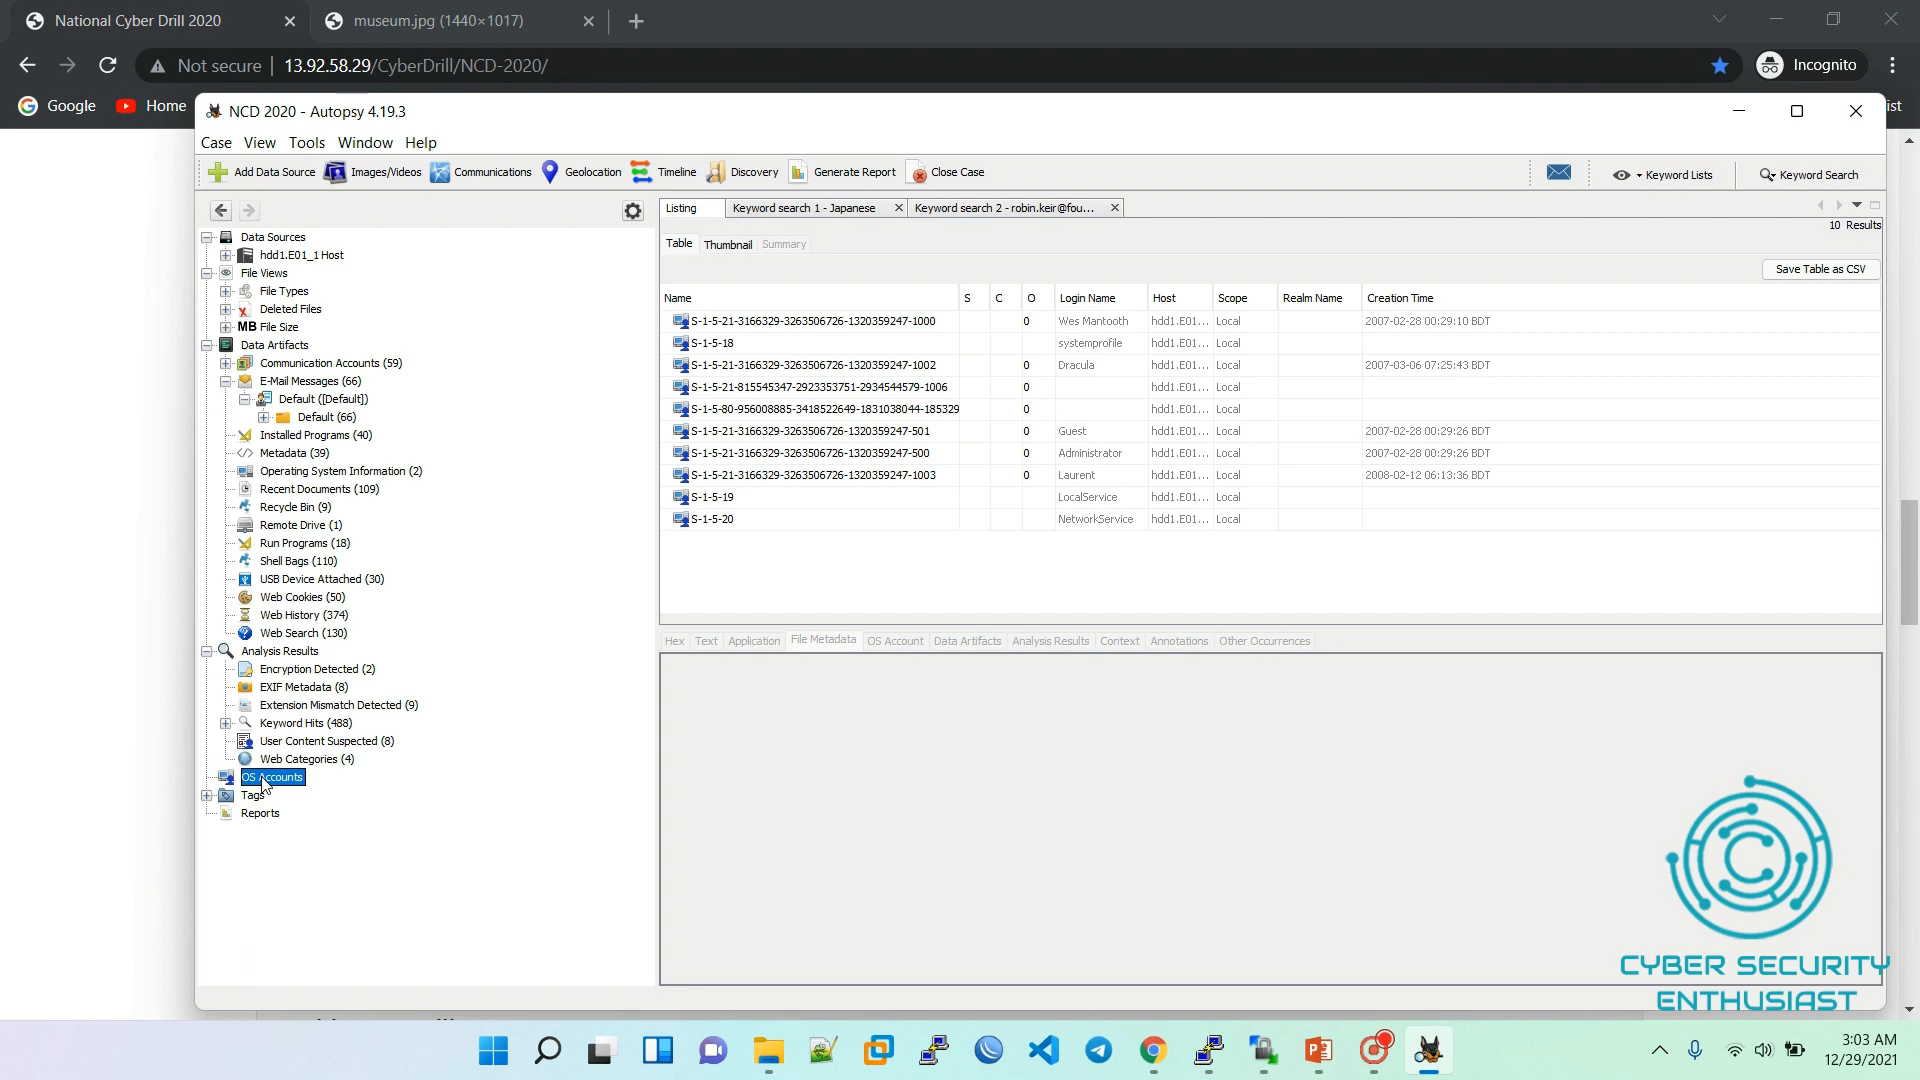 National Cyber Drill 2020
museum.jpg (1440×1017)
Not secure
13.92.58.29/CyberDrill/NCD-2020/
Incognito
Google
Home
ist
NCD 2020 - Autopsy 4.19.3
Case View Tools Window Help
Add Data Source Images/Videos Communications Geolocation Timeline Discovery Generate Report Close Case
Keyword Lists
Keyword Search
Listing
Keyword search 1 - Japanese
Keyword search 2 - robin.keir@fou...
10 Results
Table Thumbnail Summary
Save Table as CSV
Name S C O Login Name Host Scope Realm Name Creation Time
S-1-5-21-3166329-3263506726-1320359247-1000 0 Wes Mantooth hdd1.E01... Local 2007-02-28 00:29:10 BDT
S-1-5-18 systemprofile hdd1.E01... Local
S-1-5-21-3166329-3263506726-1320359247-1002 0 Dracula hdd1.E01... Local 2007-03-06 07:25:43 BDT
S-1-5-21-815545347-2923353751-2934544579-1006 0 hdd1.E01... Local
S-1-5-80-956008885-3418522649-1831038044-185329 0 hdd1.E01... Local
S-1-5-21-3166329-3263506726-1320359247-501 0 Guest hdd1.E01... Local 2007-02-28 00:29:26 BDT
S-1-5-21-3166329-3263506726-1320359247-500 0 Administrator hdd1.E01... Local 2007-02-28 00:29:26 BDT
S-1-5-21-3166329-3263506726-1320359247-1003 0 Laurent hdd1.E01... Local 2008-02-12 06:13:36 BDT
S-1-5-19 LocalService hdd1.E01... Local
S-1-5-20 NetworkService hdd1.E01... Local
Data Sources
hdd1.E01_1 Host
File Views
File Types
Deleted Files
MB File Size
Data Artifacts
Communication Accounts (59)
E-Mail Messages (66)
Default ([Default])
Default (66)
Installed Programs (40)
Metadata (39)
Operating System Information (2)
Recent Documents (109)
Recycle Bin (9)
Remote Drive (1)
Run Programs (18)
Shell Bags (110)
USB Device Attached (30)
Web Cookies (50)
Web History (374)
Web Search (130)
Analysis Results
Encryption Detected (2)
EXIF Metadata (8)
Extension Mismatch Detected (9)
Keyword Hits (488)
User Content Suspected (8)
Web Categories (4)
OS Accounts
Tags
Reports
Hex Text Application File Metadata OS Account Data Artifacts Analysis Results Context Annotations Other Occurrences
CYBER SECURITY
ENTHUSIAST
3:03 AM
12/29/2021